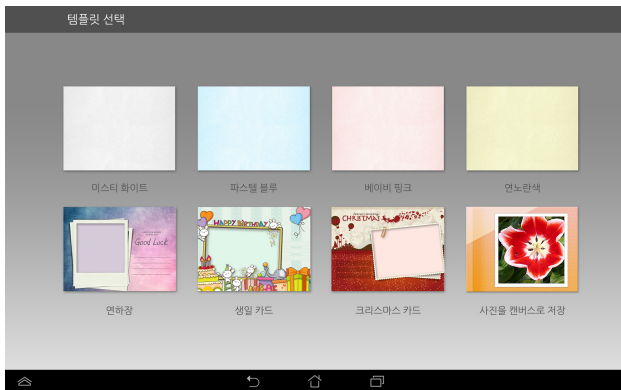 템플릿 선택
미스티 화이트
파스텔 블루
베이비 핑크
연노란색
Good Luck
HAPPY BIRTHDAY
CHRISTMAS
연하장
생일 카드
크리스마스 카드
사진을 캔버스로 저장